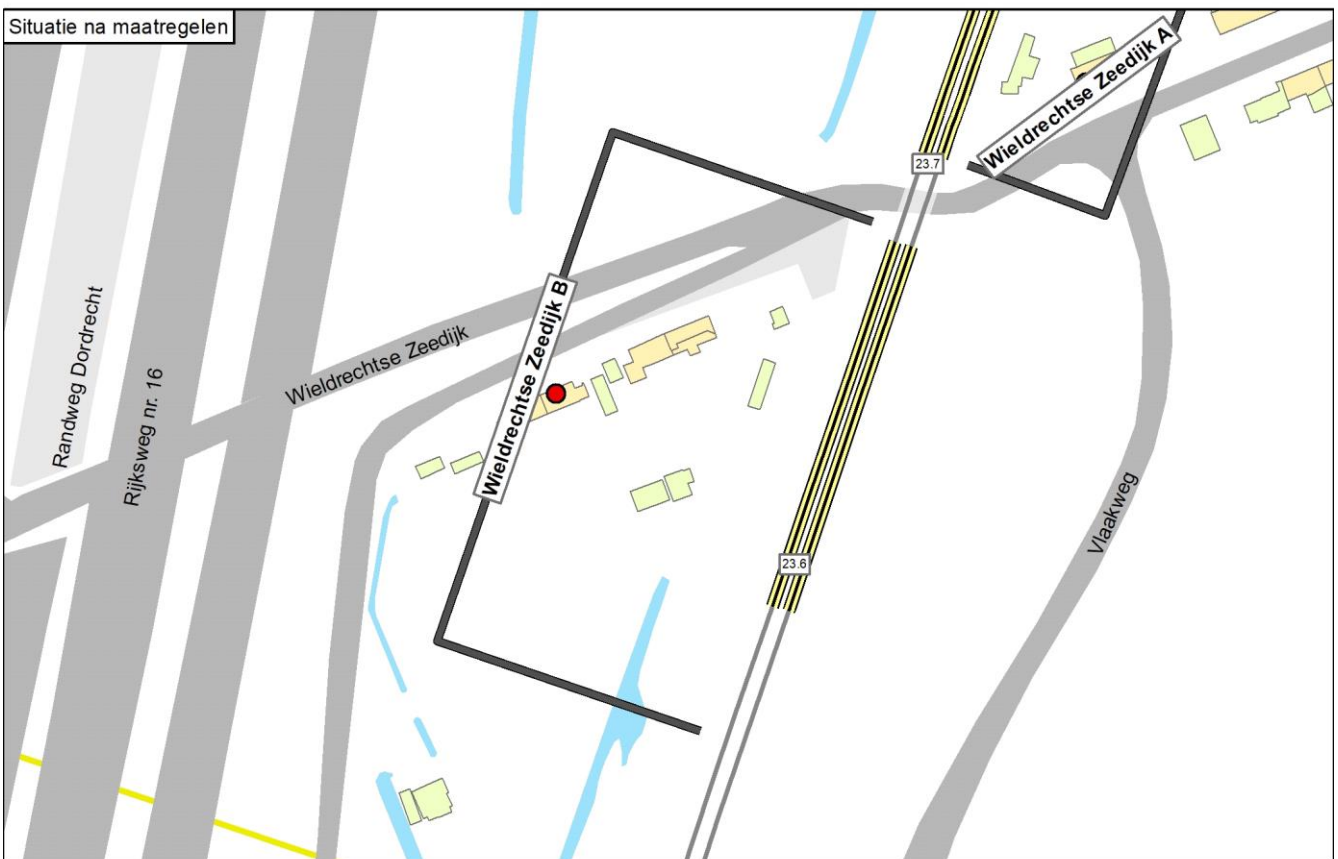 Situatie na maatregelen
Wieldrechtse Zeedijk A
23.7
Wieldrechtse Zeedijk B
Randweg Dordrecht
Rijksweg nr. 16
Wieldrechtse Zeedijk
Vlaakweg
23.6